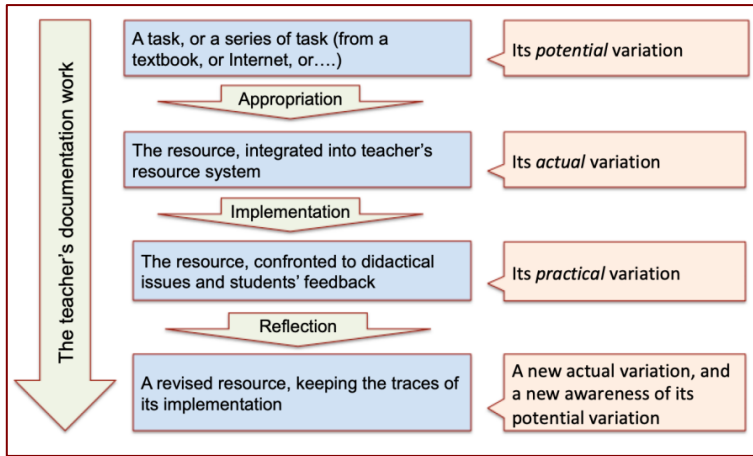 The teacher's documentation work
A task, or a series of task (from a
textbook, or Internet, or….)
Its potential variation
Appropriation
The resource, integrated into teacher's
resource system
Its actual variation
Implementation
The resource, confronted to didactical
issues and students' feedback
Its practical variation
Reflection
A revised resource, keeping the traces of
its implementation
A new actual variation, and
a new awareness of its
potential variation